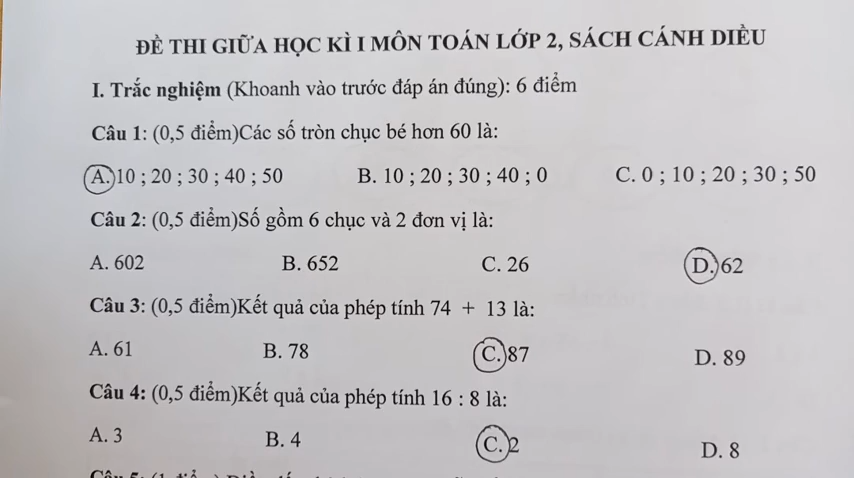 ĐỀ THI GIỮA HỌC KÌ I MÔN TOÁN LỚP 2, SÁCH CÁNH DIỀU
I. Trắc nghiệm (Khoanh vào trước đáp án đúng): 6 điểm
Câu 1: (0,5 điểm)Các số tròn chục bé hơn 60 là:
A. 10 ; 20 ; 30 ; 40 ; 50 B. 10 ; 20 ; 30 ; 40 ; 0 C. 0 ; 10 ; 20 ; 30 ; 50
Câu 2: (0,5 điểm)Số gồm 6 chục và 2 đơn vị là:
A. 602 B. 652 C. 26 D. 62
Câu 3: (0,5 điểm)Kết quả của phép tính 74 + 13 là:
A. 61 B. 78 C. 87 D. 89
Câu 4: (0,5 điểm)Kết quả của phép tính 16 : 8 là:
A. 3 B. 4 C. 2 D. 8